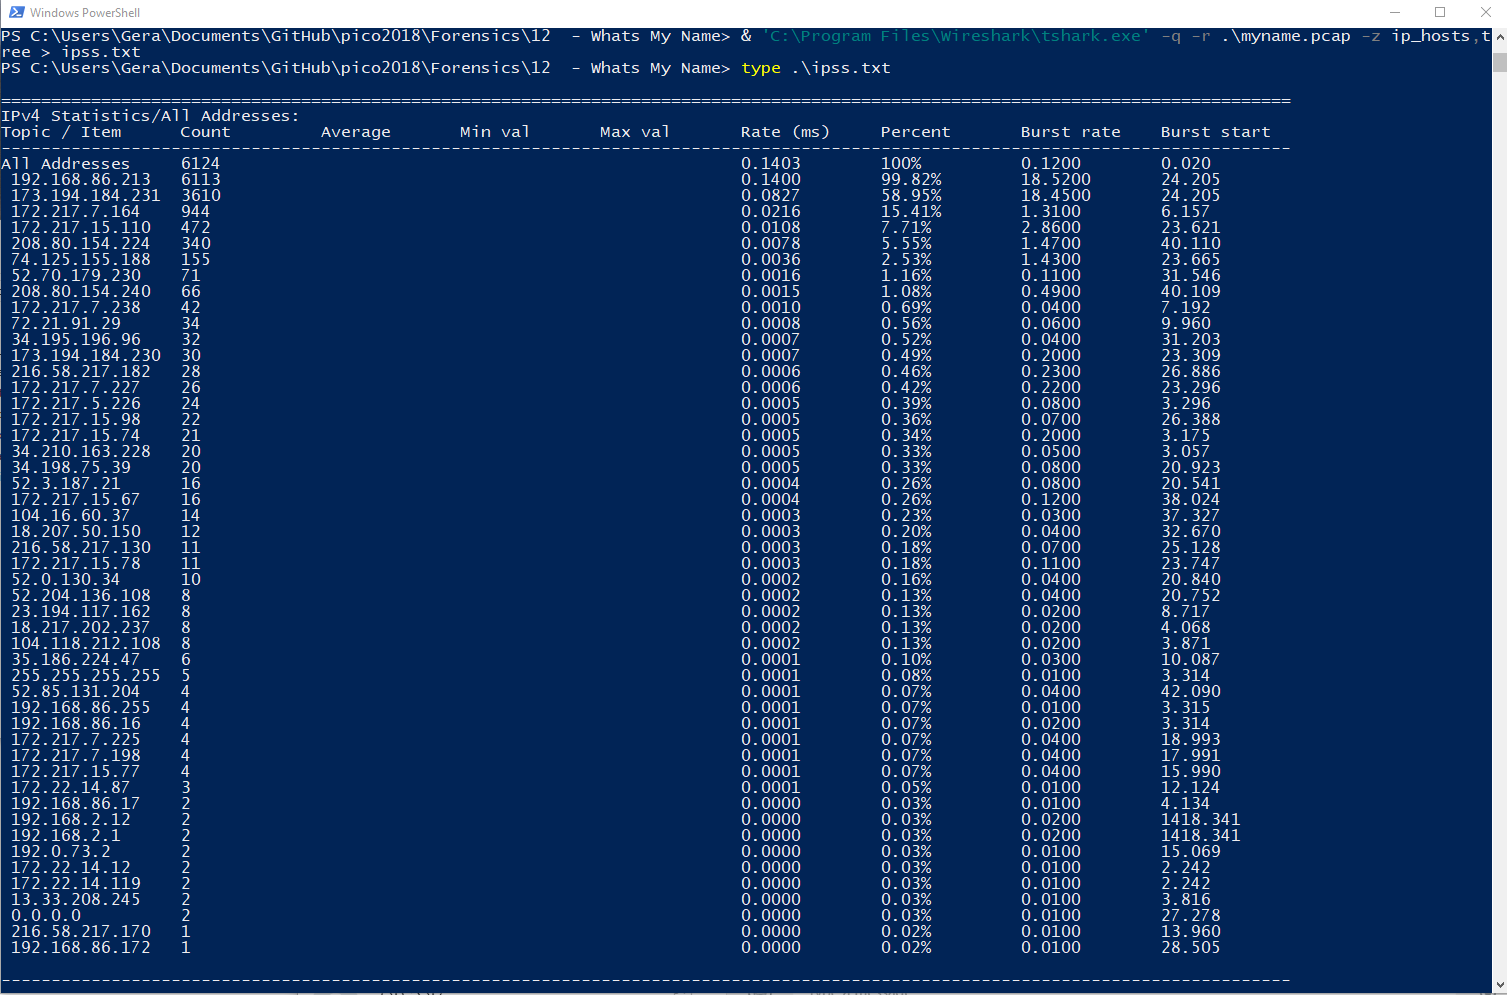 Windows PowerShell
PS C:\Users\Gera\Documents\GitHub\pico2018\Forensics\12  - Whats My Name> & 'C:\Program Files\Wireshark\tshark.exe' -q -r .\myname.pcap -z ip_hosts,t
ree > ipss.txt
PS C:\Users\Gera\Documents\GitHub\pico2018\Forensics\12  - Whats My Name> type .\ipss.txt
=================================================================================================================================
IPv4 Statistics/All Addresses:
Topic / Item      Count         Average       Min val       Max val       Rate (ms)     Percent       Burst rate    Burst start
---------------------------------------------------------------------------------------------------------------------------------
All Addresses     6124                                                    0.1403        100%          0.1200        0.020
192.168.86.213   6113                                                    0.1400        99.82%        18.5200       24.205
173.194.184.231  3610                                                    0.0827        58.95%        18.4500       24.205
172.217.7.164    944                                                     0.0216        15.41%        1.3100        6.157
172.217.15.110   472                                                     0.0108        7.71%         2.8600        23.621
208.80.154.224   340                                                     0.0078        5.55%         1.4700        40.110
74.125.155.188   155                                                     0.0036        2.53%         1.4300        23.665
52.70.179.230    71                                                      0.0016        1.16%         0.1100        31.546
208.80.154.240   66                                                      0.0015        1.08%         0.4900        40.109
172.217.7.238    42                                                      0.0010        0.69%         0.0400        7.192
72.21.91.29      34                                                      0.0008        0.56%         0.0600        9.960
34.195.196.96    32                                                      0.0007        0.52%         0.0400        31.203
173.194.184.230  30                                                      0.0007        0.49%         0.2000        23.309
216.58.217.182   28                                                      0.0006        0.46%         0.2300        26.886
172.217.7.227    26                                                      0.0006        0.42%         0.2200        23.296
172.217.5.226    24                                                      0.0005        0.39%         0.0800        3.296
172.217.15.98    22                                                      0.0005        0.36%         0.0700        26.388
172.217.15.74    21                                                      0.0005        0.34%         0.2000        3.175
34.210.163.228   20                                                      0.0005        0.33%         0.0500        3.057
34.198.75.39     20                                                      0.0005        0.33%         0.0800        20.923
52.3.187.21      16                                                      0.0004        0.26%         0.0800        20.541
172.217.15.67    16                                                      0.0004        0.26%         0.1200        38.024
104.16.60.37     14                                                      0.0003        0.23%         0.0300        37.327
18.207.50.150    12                                                      0.0003        0.20%         0.0400        32.670
216.58.217.130   11                                                      0.0003        0.18%         0.0700        25.128
172.217.15.78    11                                                      0.0003        0.18%         0.1100        23.747
52.0.130.34      10                                                      0.0002        0.16%         0.0400        20.840
52.204.136.108   8                                                       0.0002        0.13%         0.0400        20.752
23.194.117.162   8                                                       0.0002        0.13%         0.0200        8.717
18.217.202.237   8                                                       0.0002        0.13%         0.0200        4.068
104.118.212.108  8                                                       0.0002        0.13%         0.0200        3.871
35.186.224.47    6                                                       0.0001        0.10%         0.0300        10.087
255.255.255.255  5                                                       0.0001        0.08%         0.0100        3.314
52.85.131.204    4                                                       0.0001        0.07%         0.0400        42.090
192.168.86.255   4                                                       0.0001        0.07%         0.0100        3.315
192.168.86.16    4                                                       0.0001        0.07%         0.0200        3.314
172.217.7.225    4                                                       0.0001        0.07%         0.0400        18.993
172.217.7.198    4                                                       0.0001        0.07%         0.0400        17.991
172.217.15.77    4                                                       0.0001        0.07%         0.0400        15.990
172.22.14.87     3                                                       0.0001        0.05%         0.0100        12.124
192.168.86.17    2                                                       0.0000        0.03%         0.0100        4.134
192.168.2.12     2                                                       0.0000        0.03%         0.0200        1418.341
192.168.2.1      2                                                       0.0000        0.03%         0.0200        1418.341
192.0.73.2       2                                                       0.0000        0.03%         0.0100        15.069
172.22.14.12     2                                                       0.0000        0.03%         0.0100        2.242
172.22.14.119    2                                                       0.0000        0.03%         0.0100        2.242
13.33.208.245    2                                                       0.0000        0.03%         0.0100        3.816
0.0.0.0          2                                                       0.0000        0.03%         0.0100        27.278
216.58.217.170   1                                                       0.0000        0.02%         0.0100        13.960
192.168.86.172   1                                                       0.0000        0.02%         0.0100        28.505
---------------------------------------------------------------------------------------------------------------------------------